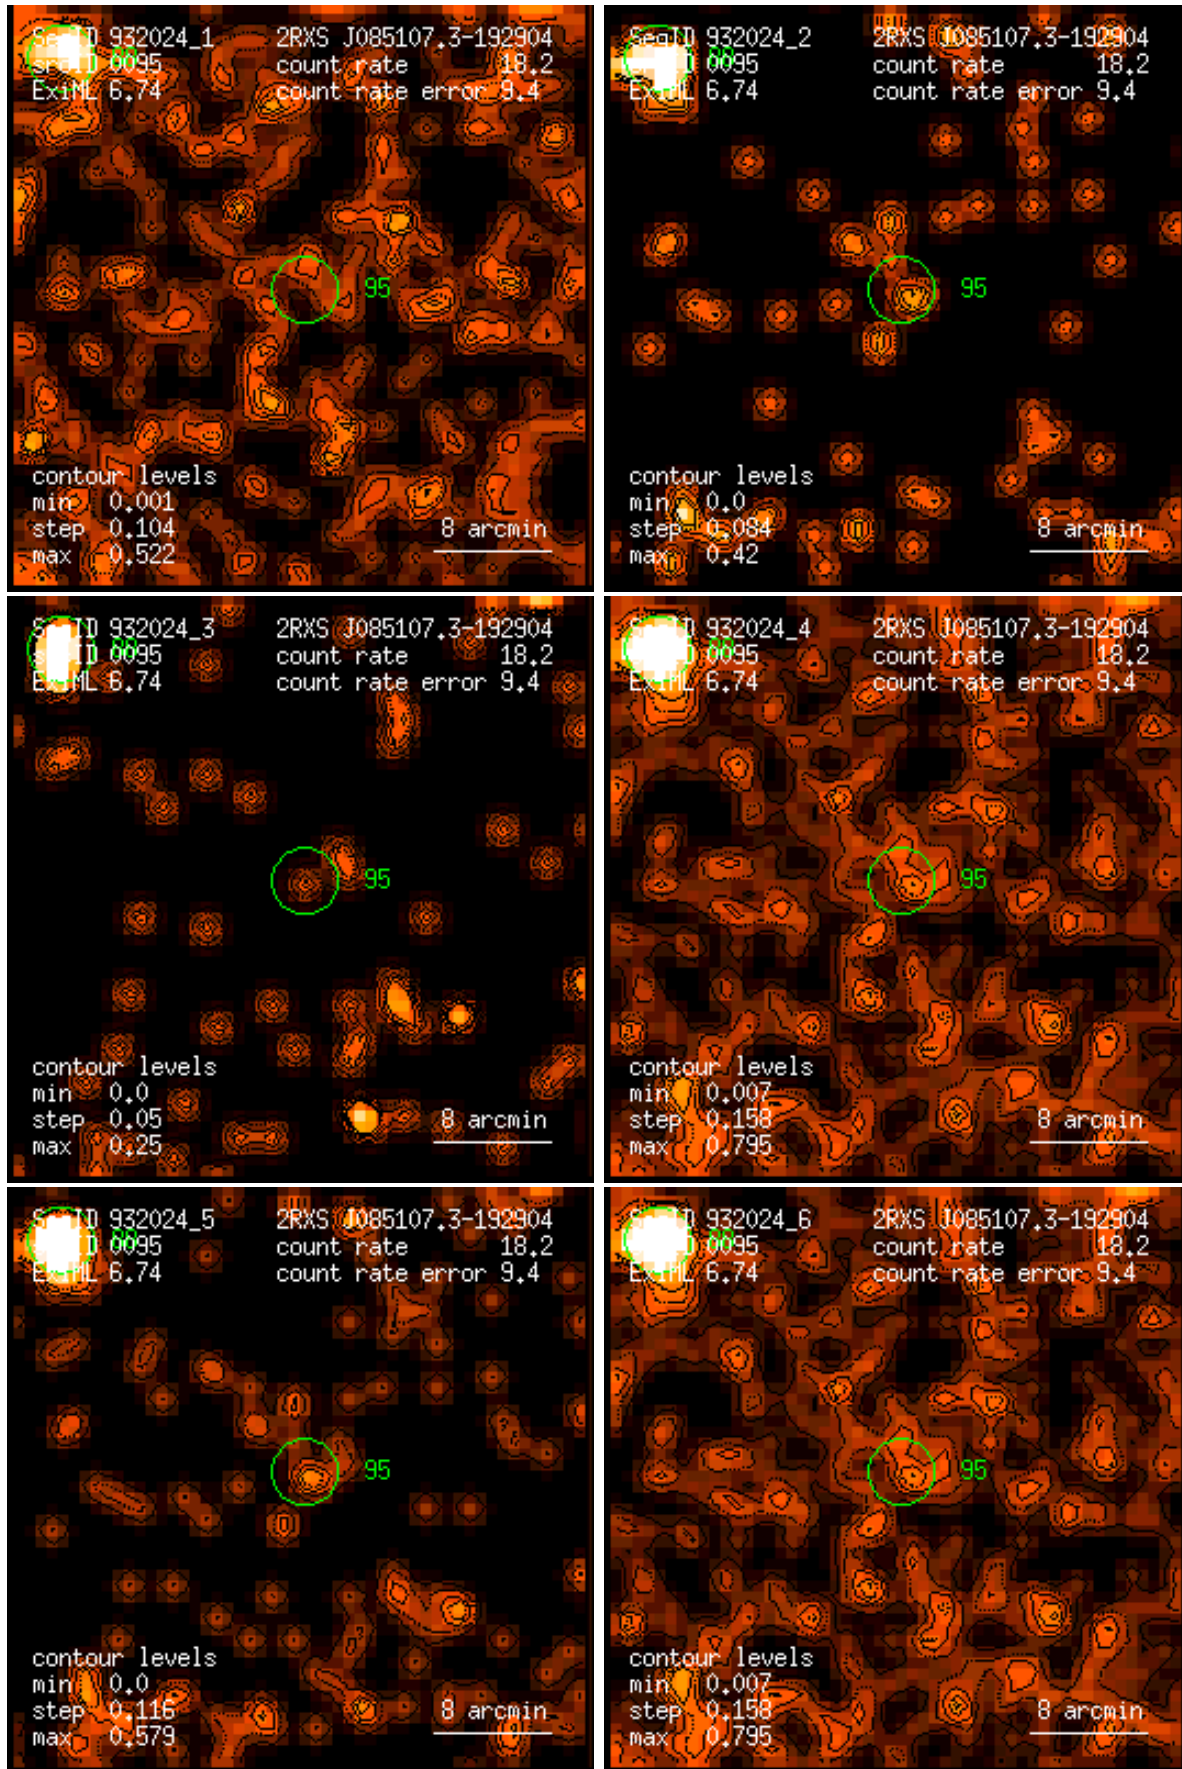 SeqID 932024_1 2RXS J085107.3-192904
srcID 0095 count rate 18.2
ExiML 6.74 count rate error 9.4
95
contour levels
min 0.001
step 0.104
max 0.522
8 arcmin
SeqID 932024_2 2RXS J085107.3-192904
0095 count rate 18.2
ExiML 6.74 count rate error 9.4
95
contour levels
min 0.0
step 0.084
max 0.42
8 arcmin
932024_3 2RXS J085107.3-192904
0095 count rate 18.2
ExiML 6.74 count rate error 9.4
95
contour levels
min 0.0
step 0.05
max 0.25
8 arcmin
932024_4 2RXS J085107.3-192904
0095 count rate 18.2
ExiML 6.74 count rate error 9.4
95
contour levels
min 0.007
step 0.158
max 0.795
8 arcmin
932024_5 2RXS J085107.3-192904
0095 count rate 18.2
ExiML 6.74 count rate error 9.4
95
contour levels
min 0.0
step 0.116
max 0.579
8 arcmin
932024_6 2RXS J085107.3-192904
0095 count rate 18.2
ExiML 6.74 count rate error 9.4
95
contour levels
min 0.007
step 0.158
max 0.795
8 arcmin